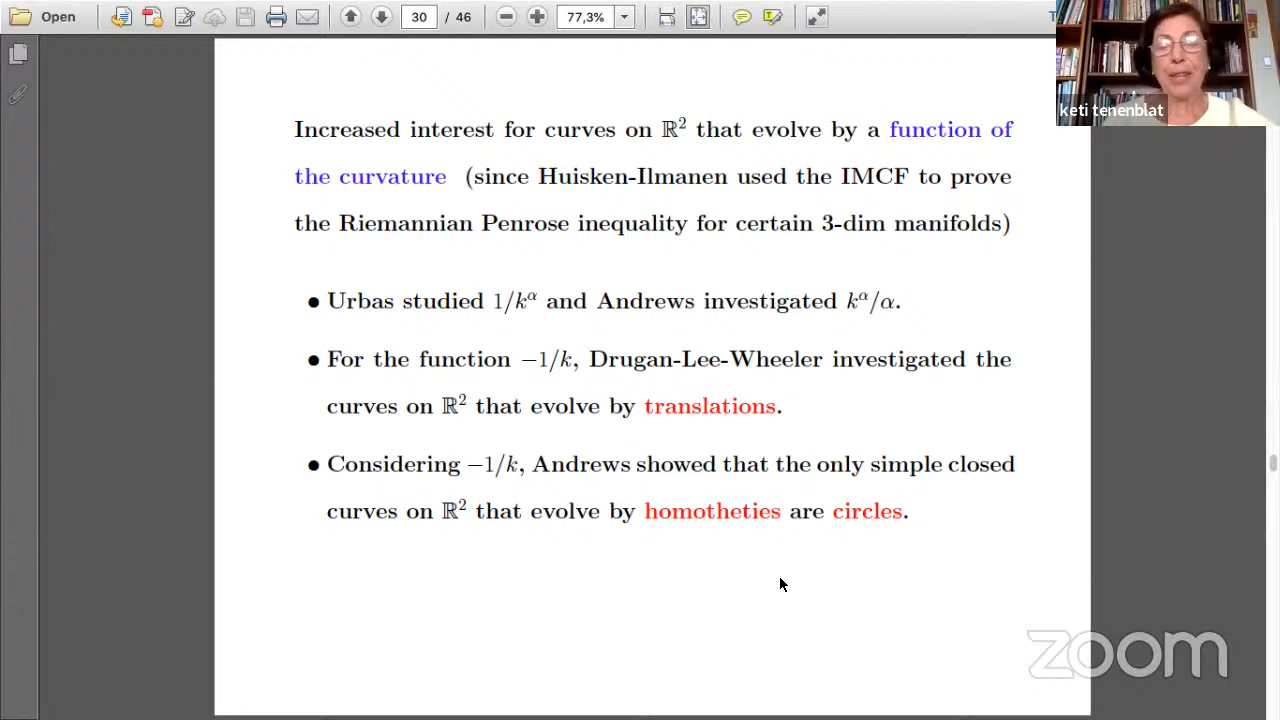 Open
30 / 46
77,3%
T
keti tenenblat
Increased interest for curves on ℝ² that evolve by a function of
the curvature (since Huisken-Ilmanen used the IMCF to prove
the Riemannian Penrose inequality for certain 3-dim manifolds)
• Urbas studied 1/k^α and Andrews investigated k^α/α.
• For the function −1/k, Drugan-Lee-Wheeler investigated the
curves on ℝ² that evolve by translations.
• Considering −1/k, Andrews showed that the only simple closed
curves on ℝ² that evolve by homotheties are circles.
zoom